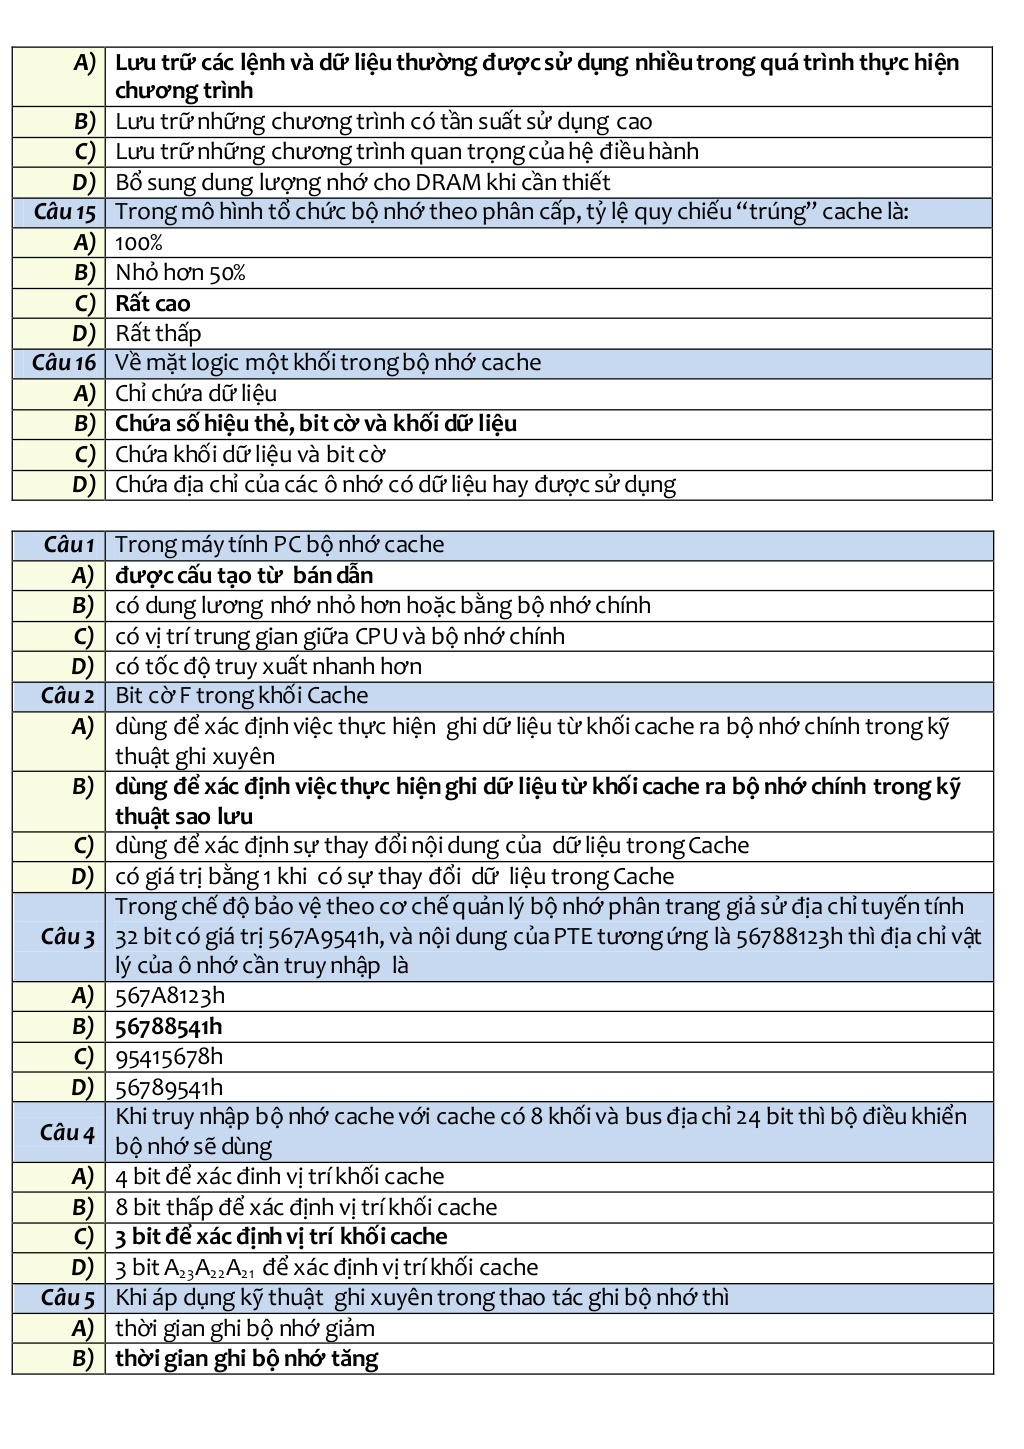 A) Lưu trữ các lệnh và dữ liệu thường được sử dụng nhiều trong quá trình thực hiện
chương trình
B) Lưu trữ những chương trình có tần suất sử dụng cao
C) Lưu trữ những chương trình quan trọng của hệ điều hành
D) Bổ sung dung lượng nhớ cho DRAM khi cần thiết
Câu 15 Trong mô hình tổ chức bộ nhớ theo phân cấp, tỷ lệ quy chiếu “trúng” cache là:
A) 100%
B) Nhỏ hơn 50%
C) Rất cao
D) Rất thấp
Câu 16 Về mặt logic một khối trong bộ nhớ cache
A) Chỉ chứa dữ liệu
B) Chứa số hiệu thẻ, bit cờ và khối dữ liệu
C) Chứa khối dữ liệu và bit cờ
D) Chứa địa chỉ của các ô nhớ có dữ liệu hay được sử dụng
Câu 1 Trong máy tính PC bộ nhớ cache
A) được cấu tạo từ bán dẫn
B) có dung lương nhớ nhỏ hơn hoặc bằng bộ nhớ chính
C) có vị trí trung gian giữa CPU và bộ nhớ chính
D) có tốc độ truy xuất nhanh hơn
Câu 2 Bit cờ F trong khối Cache
A) dùng để xác định việc thực hiện ghi dữ liệu từ khối cache ra bộ nhớ chính trong kỹ
thuật ghi xuyên
B) dùng để xác định việc thực hiện ghi dữ liệu từ khối cache ra bộ nhớ chính trong kỹ
thuật sao lưu
C) dùng để xác định sự thay đổi nội dung của dữ liệu trong Cache
D) có giá trị bằng 1 khi có sự thay đổi dữ liệu trong Cache
Trong chế độ bảo vệ theo cơ chế quản lý bộ nhớ phân trang giả sử địa chỉ tuyến tính
Câu 3 32 bit có giá trị 567A9541h, và nội dung của PTE tương ứng là 56788123h thì địa chỉ vật
lý của ô nhớ cần truy nhập là
A) 567A8123h
B) 56788541h
C) 95415678h
D) 56789541h
Câu 4 Khi truy nhập bộ nhớ cache với cache có 8 khối và bus địa chỉ 24 bit thì bộ điều khiển
bộ nhớ sẽ dùng
A) 4 bit để xác đinh vị trí khối cache
B) 8 bit thấp để xác định vị trí khối cache
C) 3 bit để xác định vị trí khối cache
D) 3 bit A₂₃A₂₂A₂₁ để xác định vị trí khối cache
Câu 5 Khi áp dụng kỹ thuật ghi xuyên trong thao tác ghi bộ nhớ thì
A) thời gian ghi bộ nhớ giảm
B) thời gian ghi bộ nhớ tăng